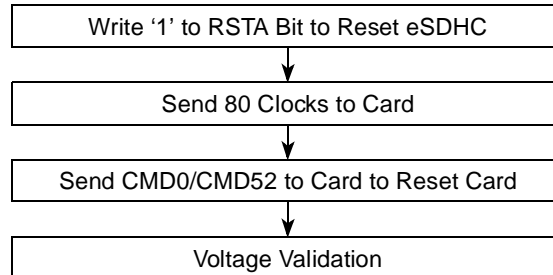 Write ‘1’ to RSTA Bit to Reset eSDHC
Send 80 Clocks to Card
Send CMD0/CMD52 to Card to Reset Card
Voltage Validation